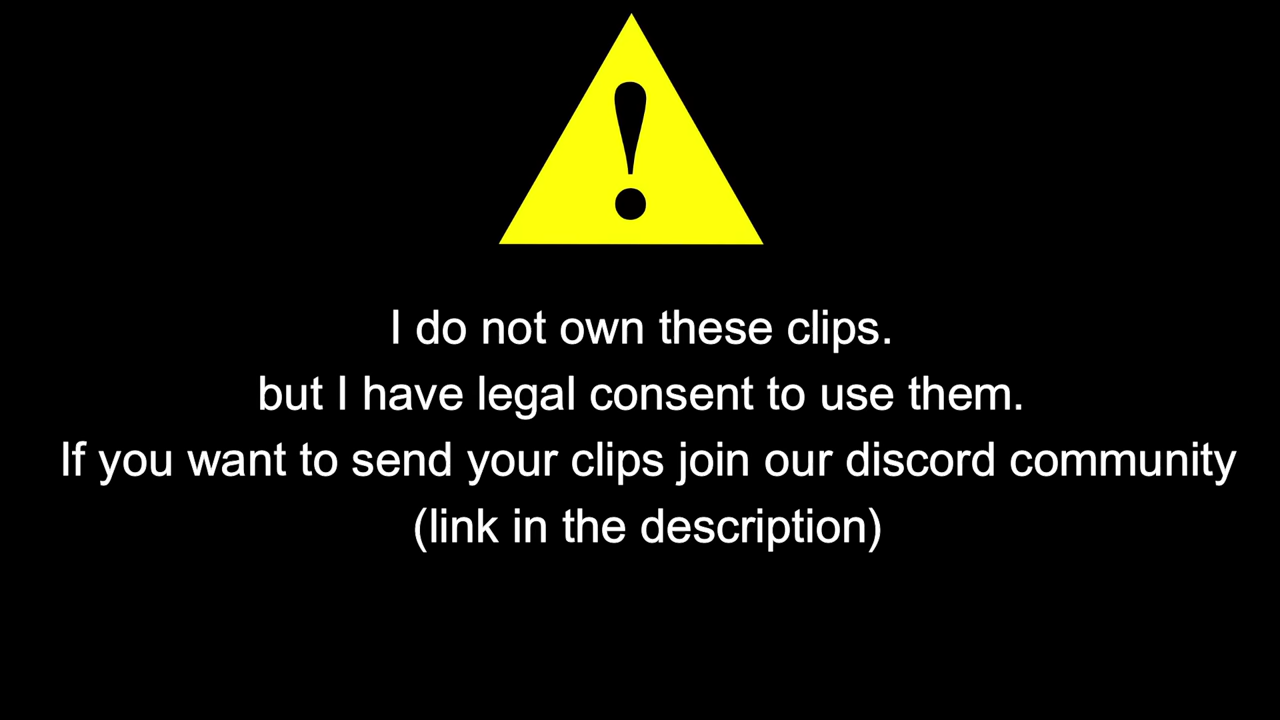 !
I do not own these clips.
but I have legal consent to use them.
If you want to send your clips join our discord community
(link in the description)